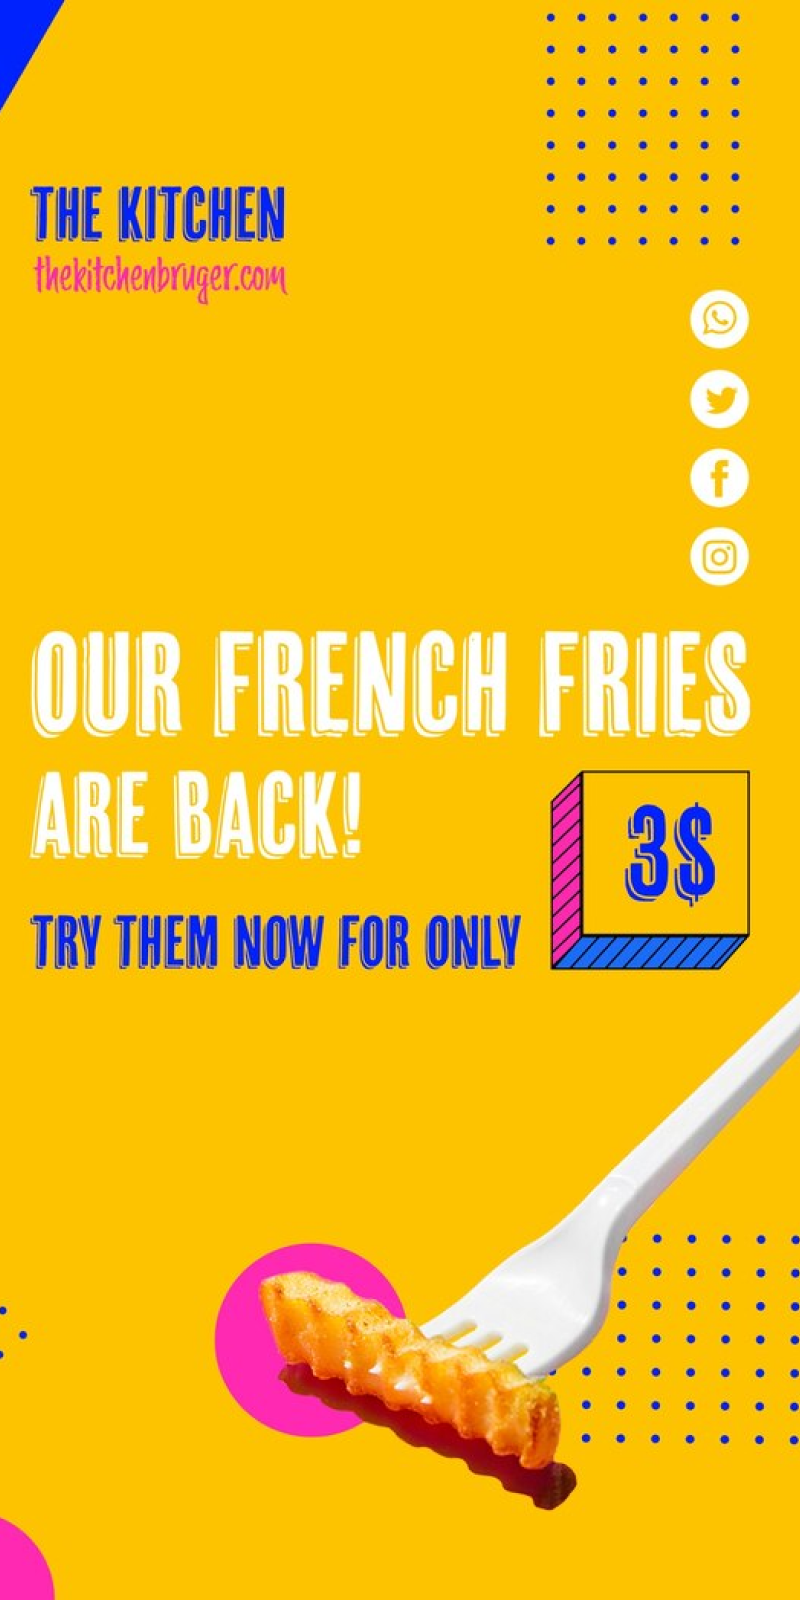 THE KITCHEN
thekitchenbruger.com
OUR FRENCH FRIES
ARE BACK!
3$
TRY THEM NOW FOR ONLY